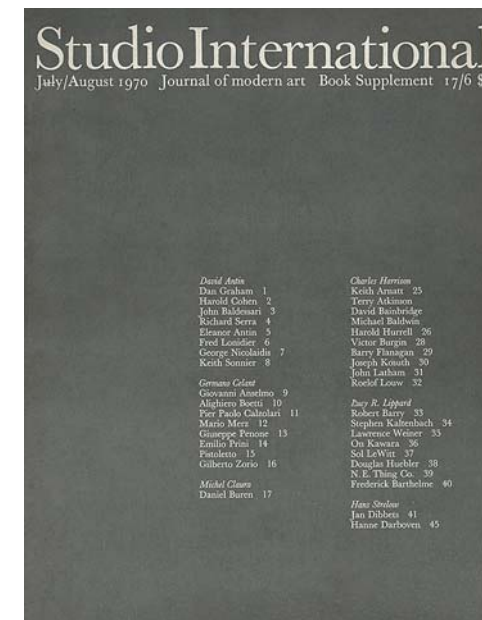 Studio International
July/August 1970 Journal of modern art Book Supplement 17/6 $
David Antin
Dan Graham 1
Harold Cohen 2
John Baldessari 3
Richard Serra 4
Eleanor Antin 5
Fred Lonidier 6
George Nicolaidis 7
Keith Sonnier 8
Germano Celant
Giovanni Anselmo 9
Alighiero Boetti 10
Pier Paolo Calzolari 11
Mario Merz 12
Giuseppe Penone 13
Emilio Prini 14
Pistoletto 15
Gilberto Zorio 16
Michel Claura
Daniel Buren 17
Charles Harrison
Keith Arnatt 25
Terry Atkinson
David Bainbridge
Michael Baldwin
Harold Hurrell 26
Victor Burgin 28
Barry Flanagan 29
Joseph Kosuth 30
John Latham 31
Roelof Louw 32
Lucy R. Lippard
Robert Barry 33
Stephen Kaltenbach 34
Lawrence Weiner 35
On Kawara 36
Sol LeWitt 37
Douglas Huebler 38
N.E. Thing Co. 39
Frederick Barthelme 40
Hans Strelow
Jan Dibbets 41
Hanne Darboven 45